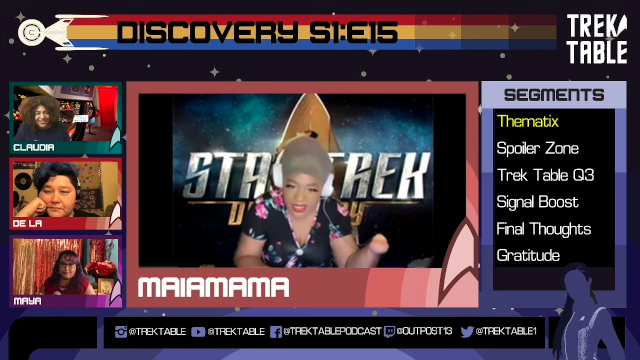 DISCOVERY S1:E15
TREK
TABLE
SEGMENTS
Thematix
Spoiler Zone
Trek Table Q3
Signal Boost
Final Thoughts
Gratitude
CLAUDIA
DE LA
MAYA
STAR TREK
MAIAMAMA
@TREKTABLE @TREKTABLE @TREKTABLEPODCAST @OUTPOST13 @TREKTABLE1